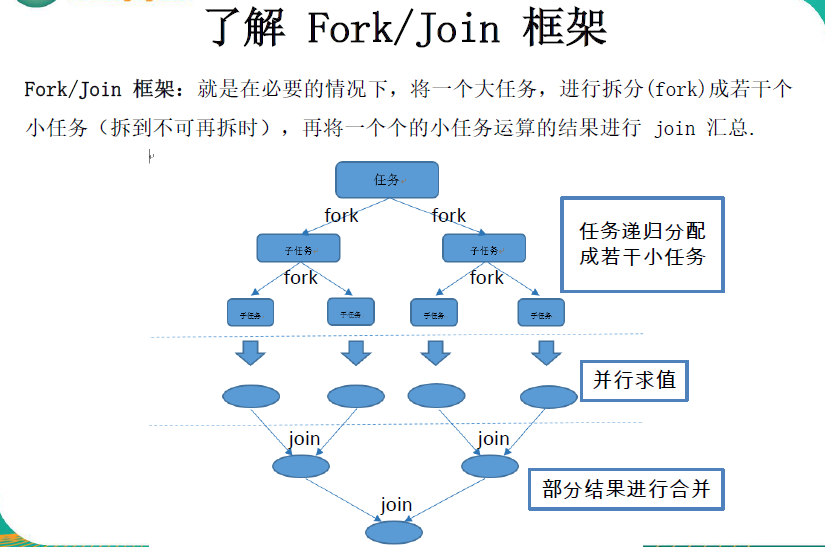 了解 Fork/Join 框架
Fork/Join 框架：就是在必要的情况下，将一个大任务，进行拆分(fork)成若干个
小任务（拆到不可再拆时），再将一个个的小任务运算的结果进行 join 汇总.
任务
fork
fork
子任务
子任务
任务递归分配
成若干小任务
fork
fork
子任务
子任务
子任务
子任务
并行求值
join
join
部分结果进行合并
join